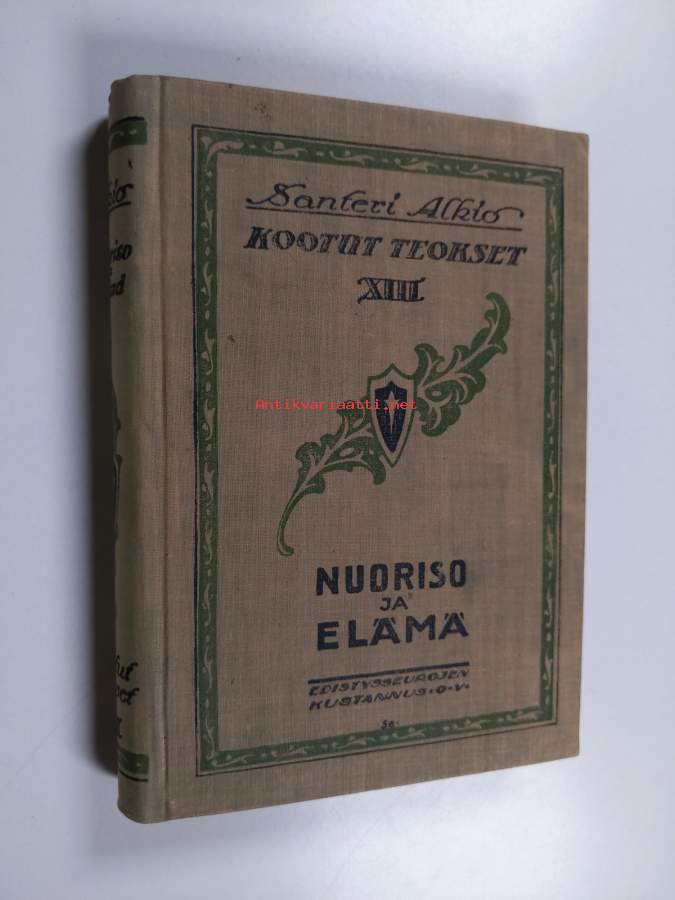 Santeri Alkio
KOOTUT TEOKSET
XIII
Antikvariaatti.net
NUORISO
JA
ELÄMÄ
EDISTYSSEUROJEN
KUSTANNUS·O·Y·